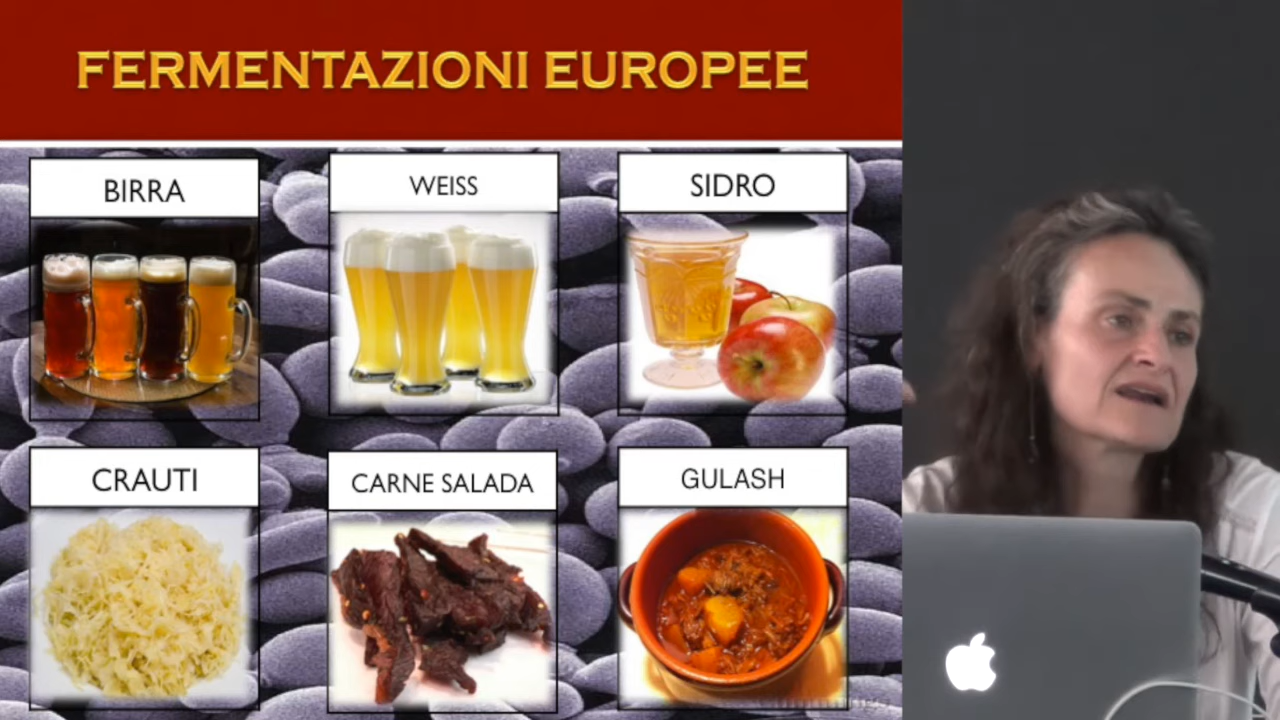 FERMENTAZIONI EUROPEE
BIRRA
WEISS
SIDRO
CRAUTI
CARNE SALADA
GULASH